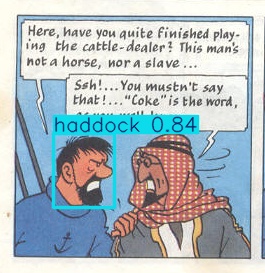 Here, have you quite finished play-
ing the cattle-dealer? This man's
not a horse, nor a slave...
Ssh!... You mustn't say
that!... "Coke" is the word,
haddock 0.84